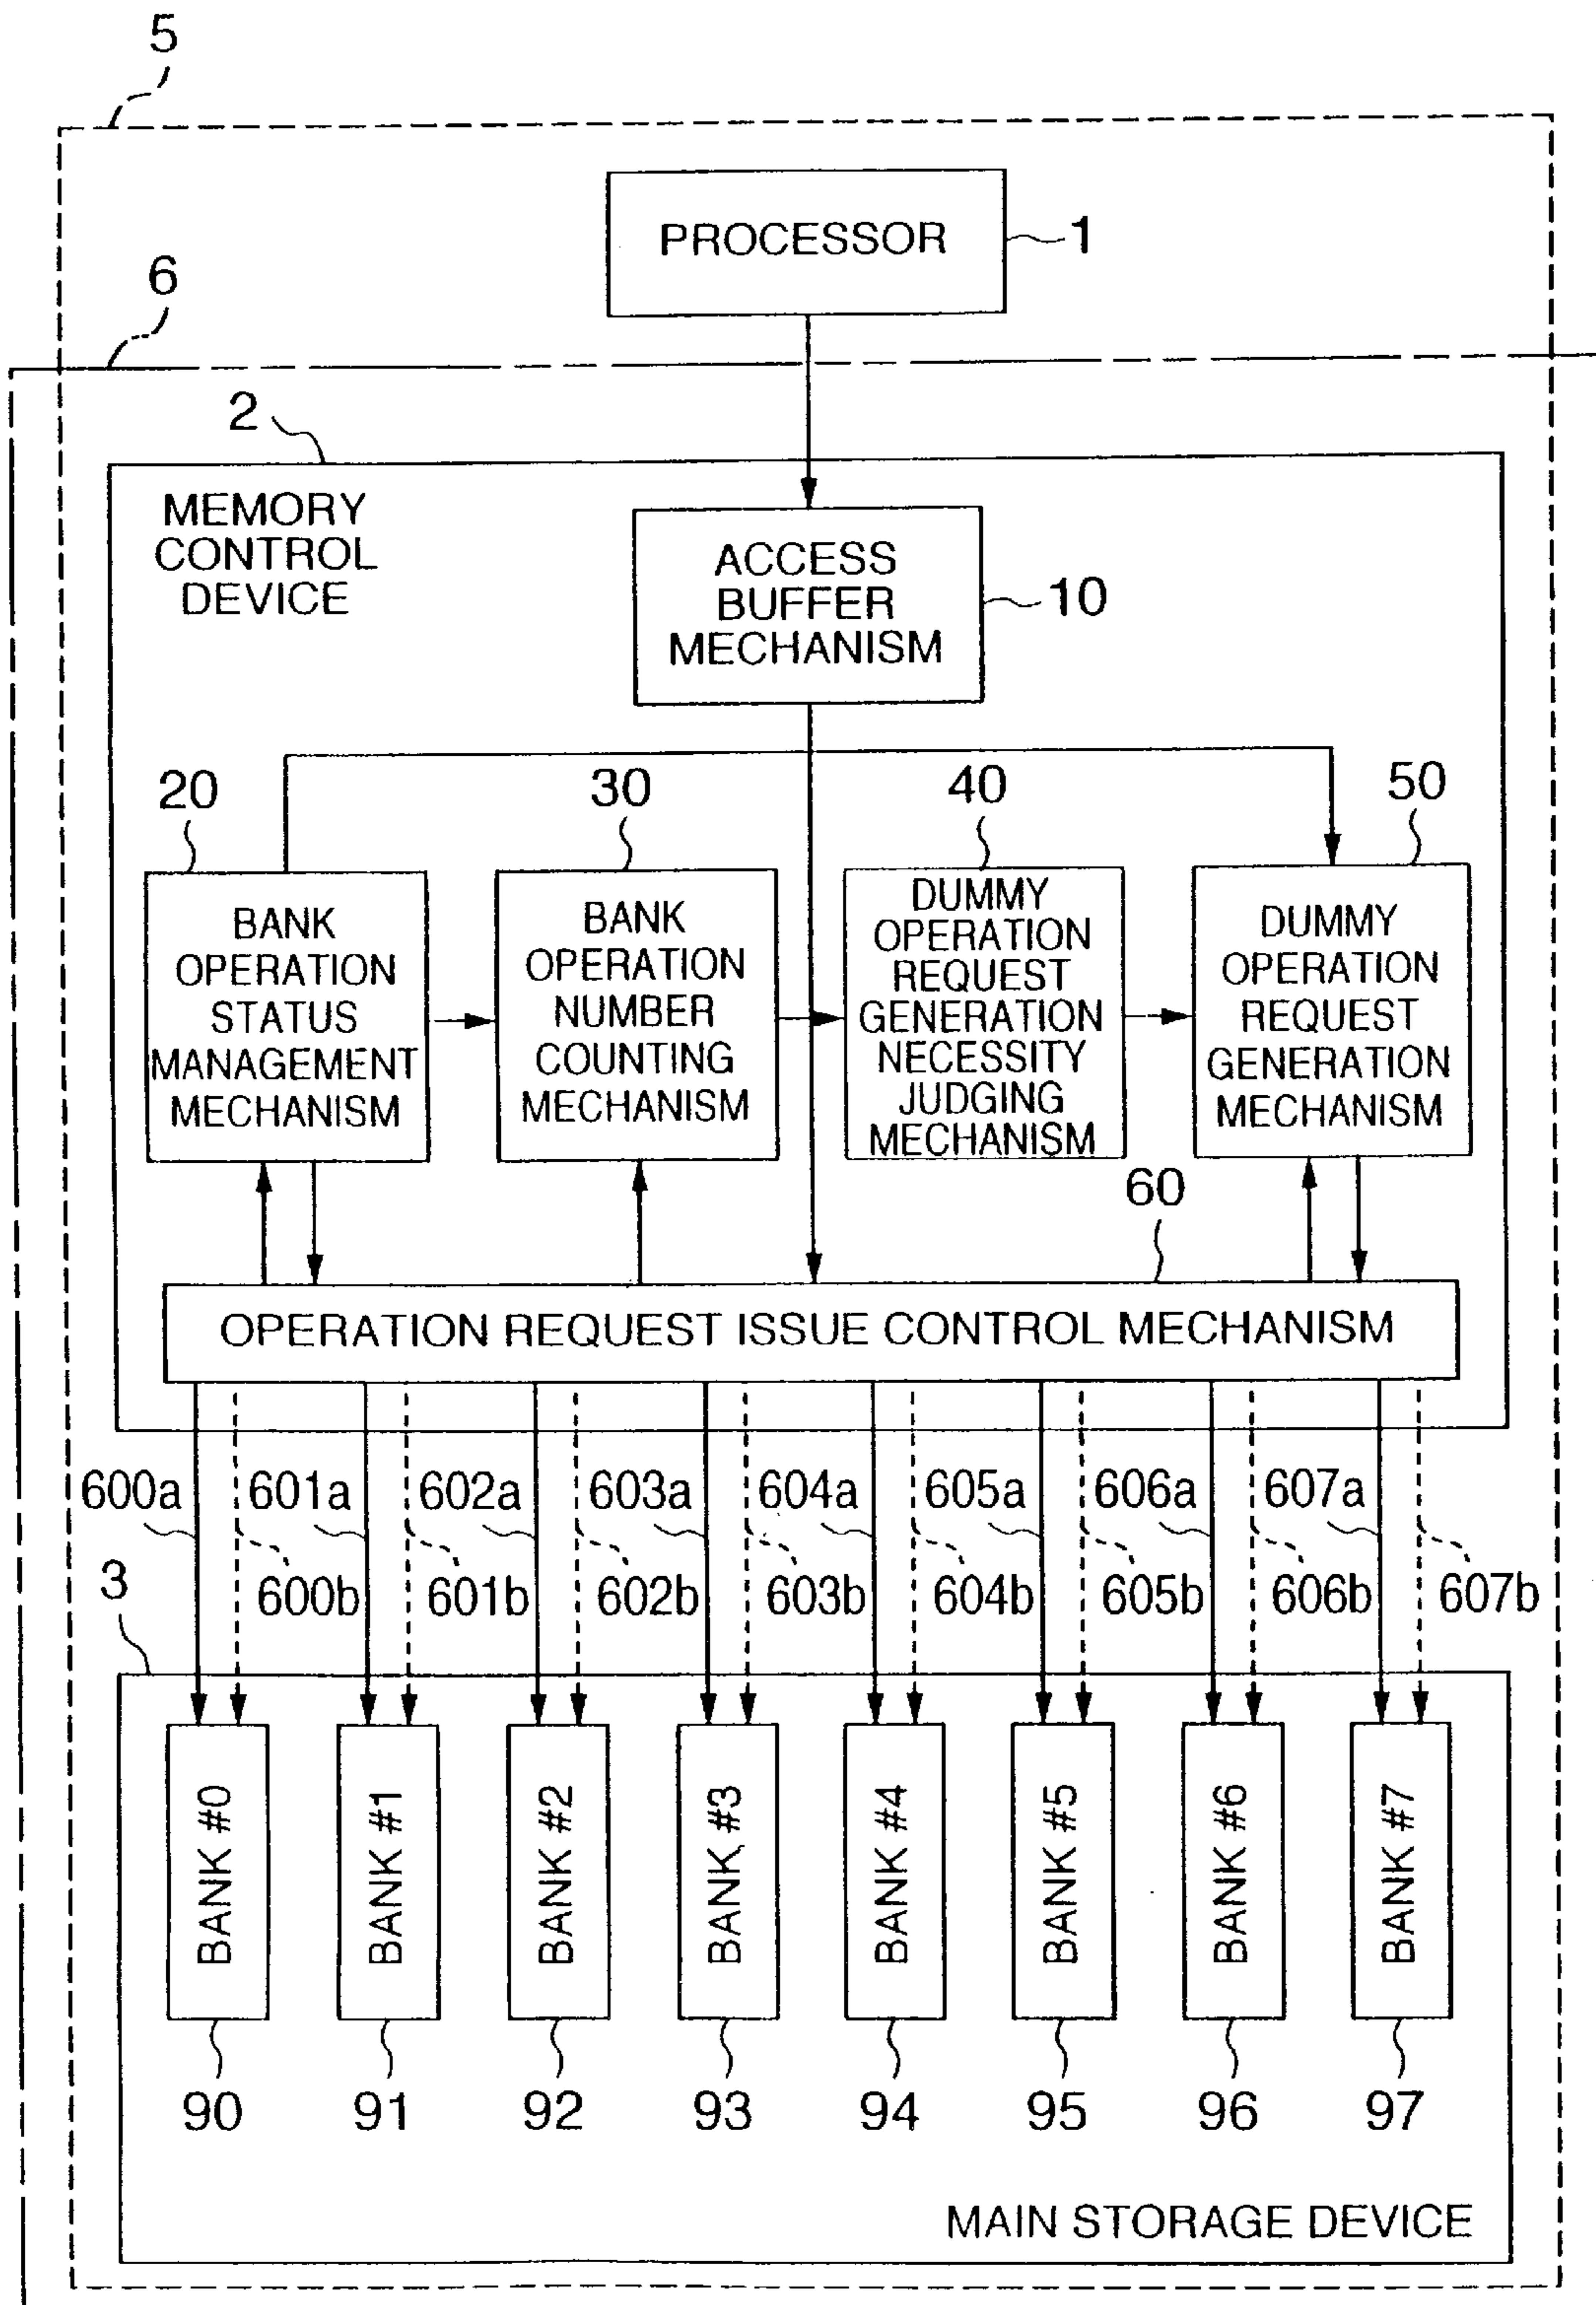 5
PROCESSOR
1
6
2
MEMORY
CONTROL
DEVICE
ACCESS
BUFFER
MECHANISM
10
20
30
40
50
BANK
OPERATION
STATUS
MANAGEMENT
MECHANISM
BANK
OPERATION
NUMBER
COUNTING
MECHANISM
DUMMY
OPERATION
REQUEST
GENERATION
NECESSITY
JUDGING
MECHANISM
DUMMY
OPERATION
REQUEST
GENERATION
MECHANISM
60
OPERATION REQUEST ISSUE CONTROL MECHANISM
600a
601a
602a
603a
604a
605a
606a
607a
600b
601b
602b
603b
604b
605b
606b
607b
3
BANK #0
BANK #1
BANK #2
BANK #3
BANK #4
BANK #5
BANK #6
BANK #7
90
91
92
93
94
95
96
97
MAIN STORAGE DEVICE